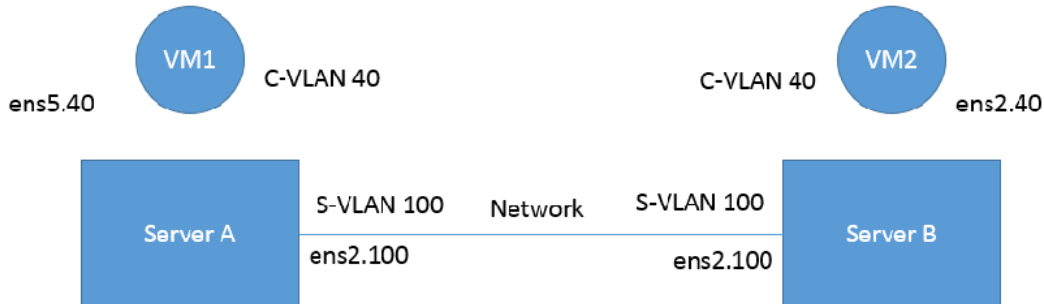 VM1
VM2
C-VLAN 40
C-VLAN 40
ens5.40
ens2.40
S-VLAN 100
Network
S-VLAN 100
Server A
Server B
ens2.100
ens2.100